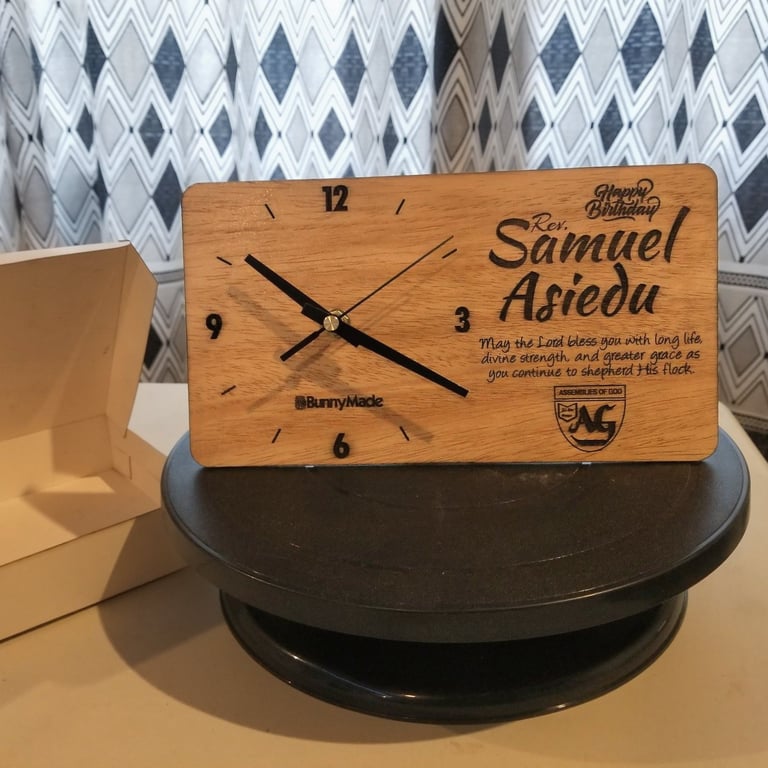 12
9
3
6
BunnyMade
Happy
Birthday
Rev.
Samuel
Asiedu
May the Lord bless you with long life,
divine strength, and greater grace as
you continue to shepherd His flock.
ASSEMBLIES OF GOD
AG